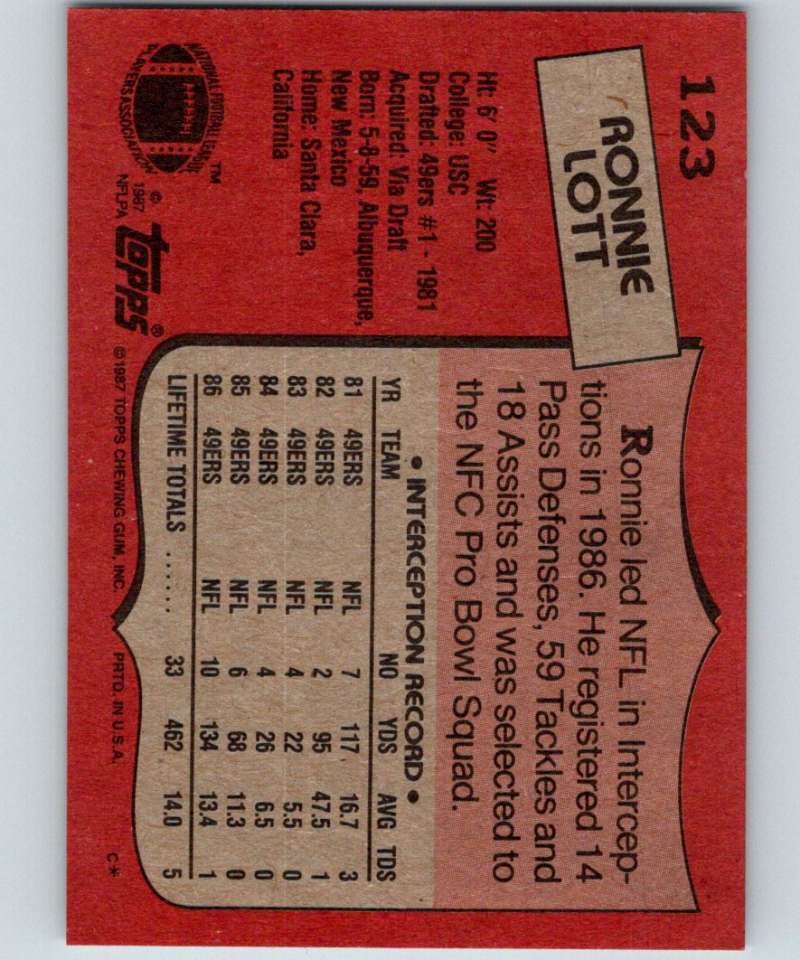 123
RONNIE
LOTT
Ht: 6' 0" Wt: 200
College: USC
Drafted: 49ers #1 - 1981
Acquired: Via Draft
Born: 5-8-59, Albuquerque,
New Mexico
Home: Santa Clara,
California
NATIONAL FOOTBALL LEAGUE
PLAYERS ASSOCIATION
™
© 1987
NFLPA
Topps®
Ronnie led NFL in Intercep-
tions in 1986. He registered 14
Pass Defenses, 59 Tackles and
18 Assists and was selected to
the NFC Pro Bowl Squad.
• INTERCEPTION RECORD •
YR TEAM NO YDS AVG TDS
81 49ERS NFL 7 117 16.7 3
82 49ERS NFL 2 95 47.5 1
83 49ERS NFL 4 22 5.5 0
84 49ERS NFL 4 26 6.5 0
85 49ERS NFL 6 68 11.3 0
86 49ERS NFL 10 134 13.4 1
LIFETIME TOTALS ...... 33 462 14.0 5
©1987 TOPPS CHEWING GUM, INC. PRTD. IN U.S.A. C*